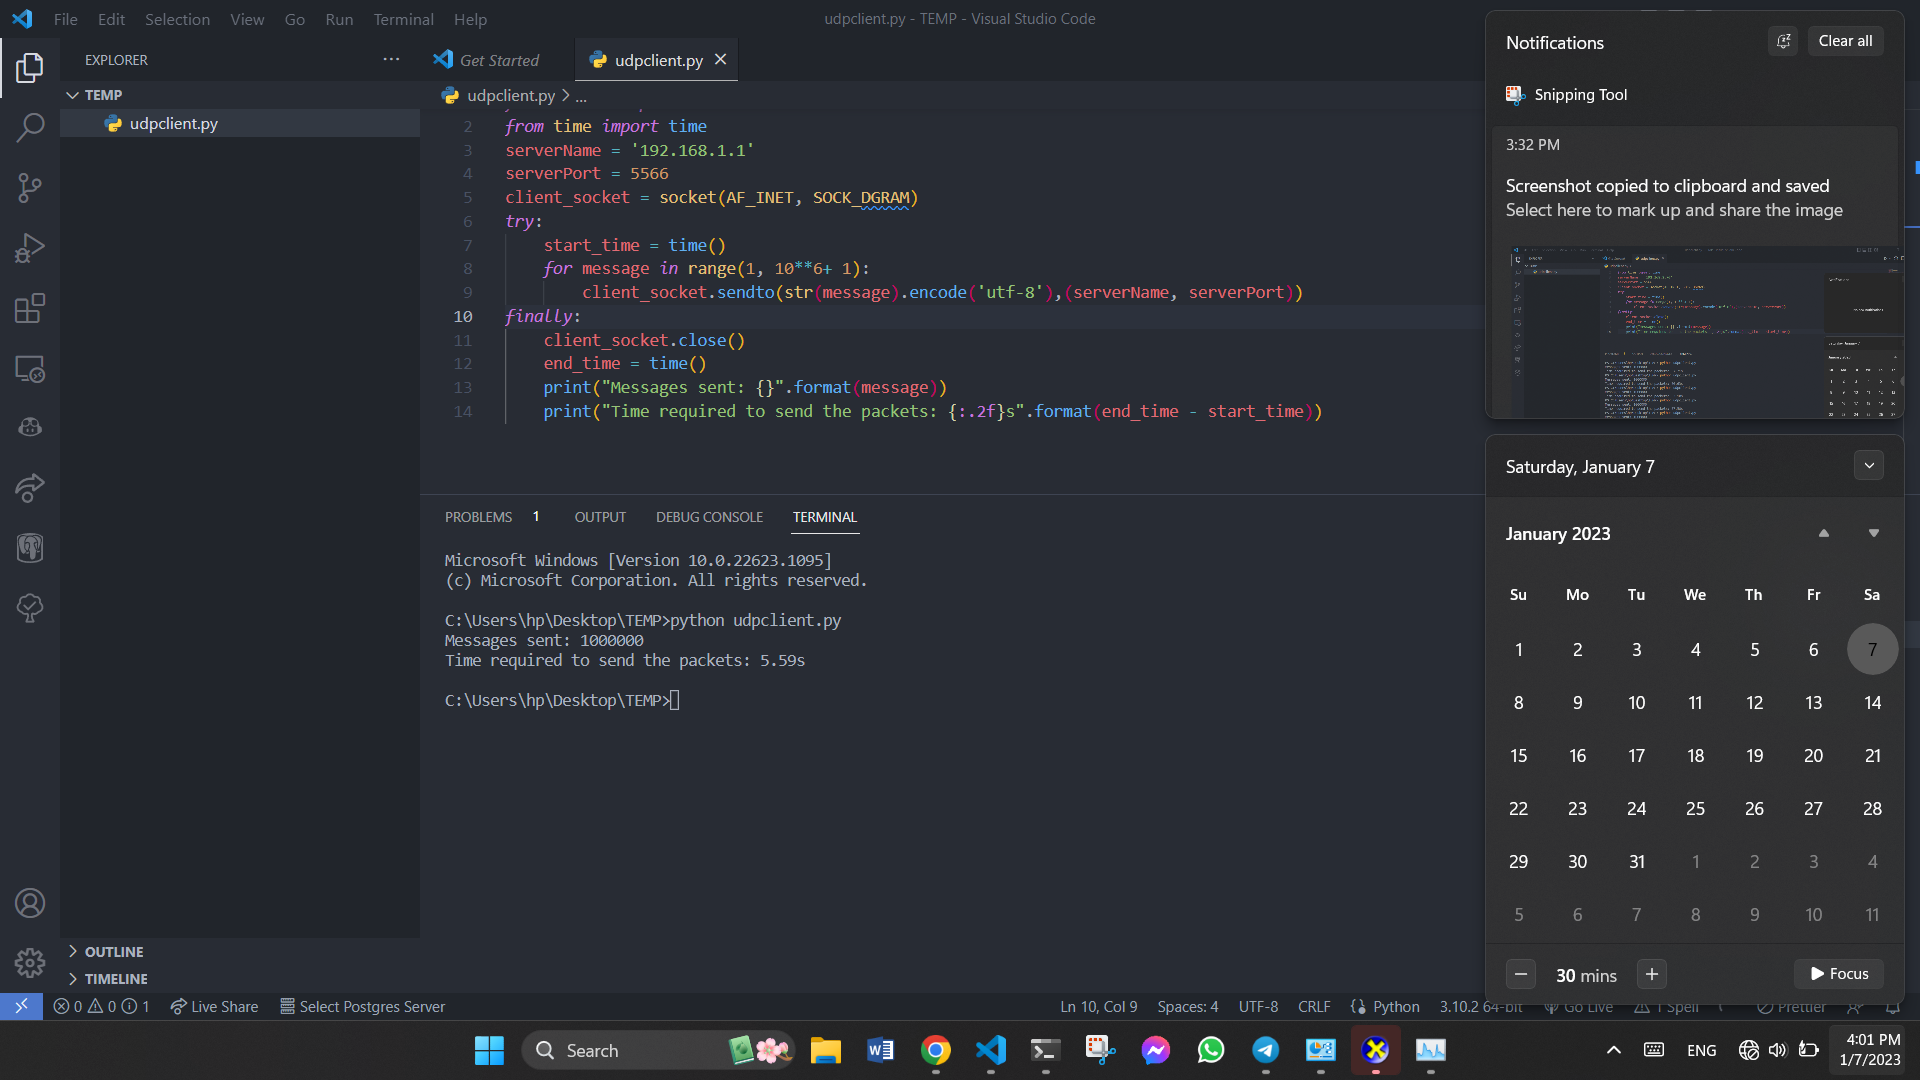 File Edit Selection View Go Run Terminal Help
udpclient.py - TEMP - Visual Studio Code
EXPLORER
Get Started
udpclient.py
TEMP
udpclient.py
udpclient.py > ...
2 from time import time
3 serverName = '192.168.1.1'
4 serverPort = 5566
5 client_socket = socket(AF_INET, SOCK_DGRAM)
6 try:
7 start_time = time()
8 for message in range(1, 10**6+ 1):
9 client_socket.sendto(str(message).encode('utf-8'),(serverName, serverPort))
10 finally:
11 client_socket.close()
12 end_time = time()
13 print("Messages sent: {}".format(message))
14 print("Time required to send the packets: {:.2f}s".format(end_time - start_time))
PROBLEMS 1 OUTPUT DEBUG CONSOLE TERMINAL
Microsoft Windows [Version 10.0.22623.1095]
(c) Microsoft Corporation. All rights reserved.
C:\Users\hp\Desktop\TEMP>python udpclient.py
Messages sent: 1000000
Time required to send the packets: 5.59s
C:\Users\hp\Desktop\TEMP>
OUTLINE
TIMELINE
Notifications
Clear all
Snipping Tool
3:32 PM
Screenshot copied to clipboard and saved
Select here to mark up and share the image
Saturday, January 7
January 2023
Su Mo Tu We Th Fr Sa
1 2 3 4 5 6 7
8 9 10 11 12 13 14
15 16 17 18 19 20 21
22 23 24 25 26 27 28
29 30 31 1 2 3 4
5 6 7 8 9 10 11
30 mins
Focus
0 0 1 Live Share Select Postgres Server
Ln 10, Col 9 Spaces: 4 UTF-8 CRLF Python 3.10.2 64-bit Go Live 1 Spell Prettier
Search
ENG
4:01 PM
1/7/2023